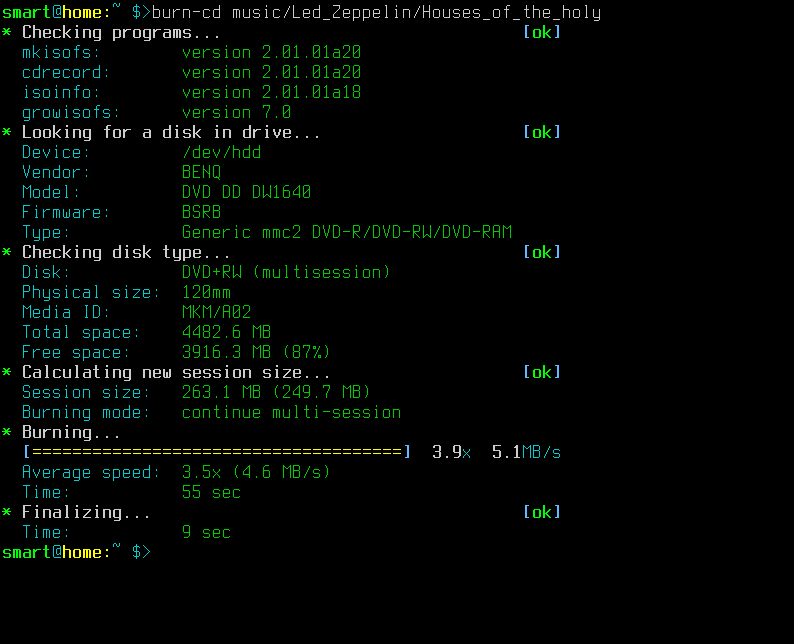 smart@home:~ $>burn-cd music/Led_Zeppelin/Houses_of_the_holy
* Checking programs... [ok]
mkisofs: version 2.01.01a20
cdrecord: version 2.01.01a20
isoinfo: version 2.01.01a18
growisofs: version 7.0
* Looking for a disk in drive... [ok]
Device: /dev/hdd
Vendor: BENQ
Model: DVD DD DW1640
Firmware: BSRB
Type: Generic mmc2 DVD-R/DVD-RW/DVD-RAM
* Checking disk type... [ok]
Disk: DVD+RW (multisession)
Physical size: 120mm
Media ID: MKM/A02
Total space: 4482.6 MB
Free space: 3916.3 MB (87%)
* Calculating new session size... [ok]
Session size: 263.1 MB (249.7 MB)
Burning mode: continue multi-session
* Burning...
[=====================================] 3.9x 5.1MB/s
Average speed: 3.5x (4.6 MB/s)
Time: 55 sec
* Finalizing... [ok]
Time: 9 sec
smart@home:~ $>